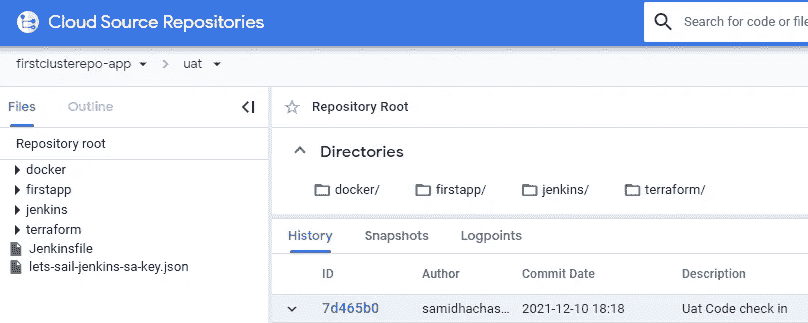 Cloud Source Repositories
Search for code or file
firstclusterepo-app uat
Files Outline
Repository root
docker
firstapp
jenkins
terraform
Jenkinsfile
lets-sail-jenkins-sa-key.json
Repository Root
Directories
docker/ firstapp/ jenkins/ terraform/
History Snapshots Logpoints
ID Author Commit Date Description
7d465b0 samidhachas... 2021-12-10 18:18 Uat Code check in